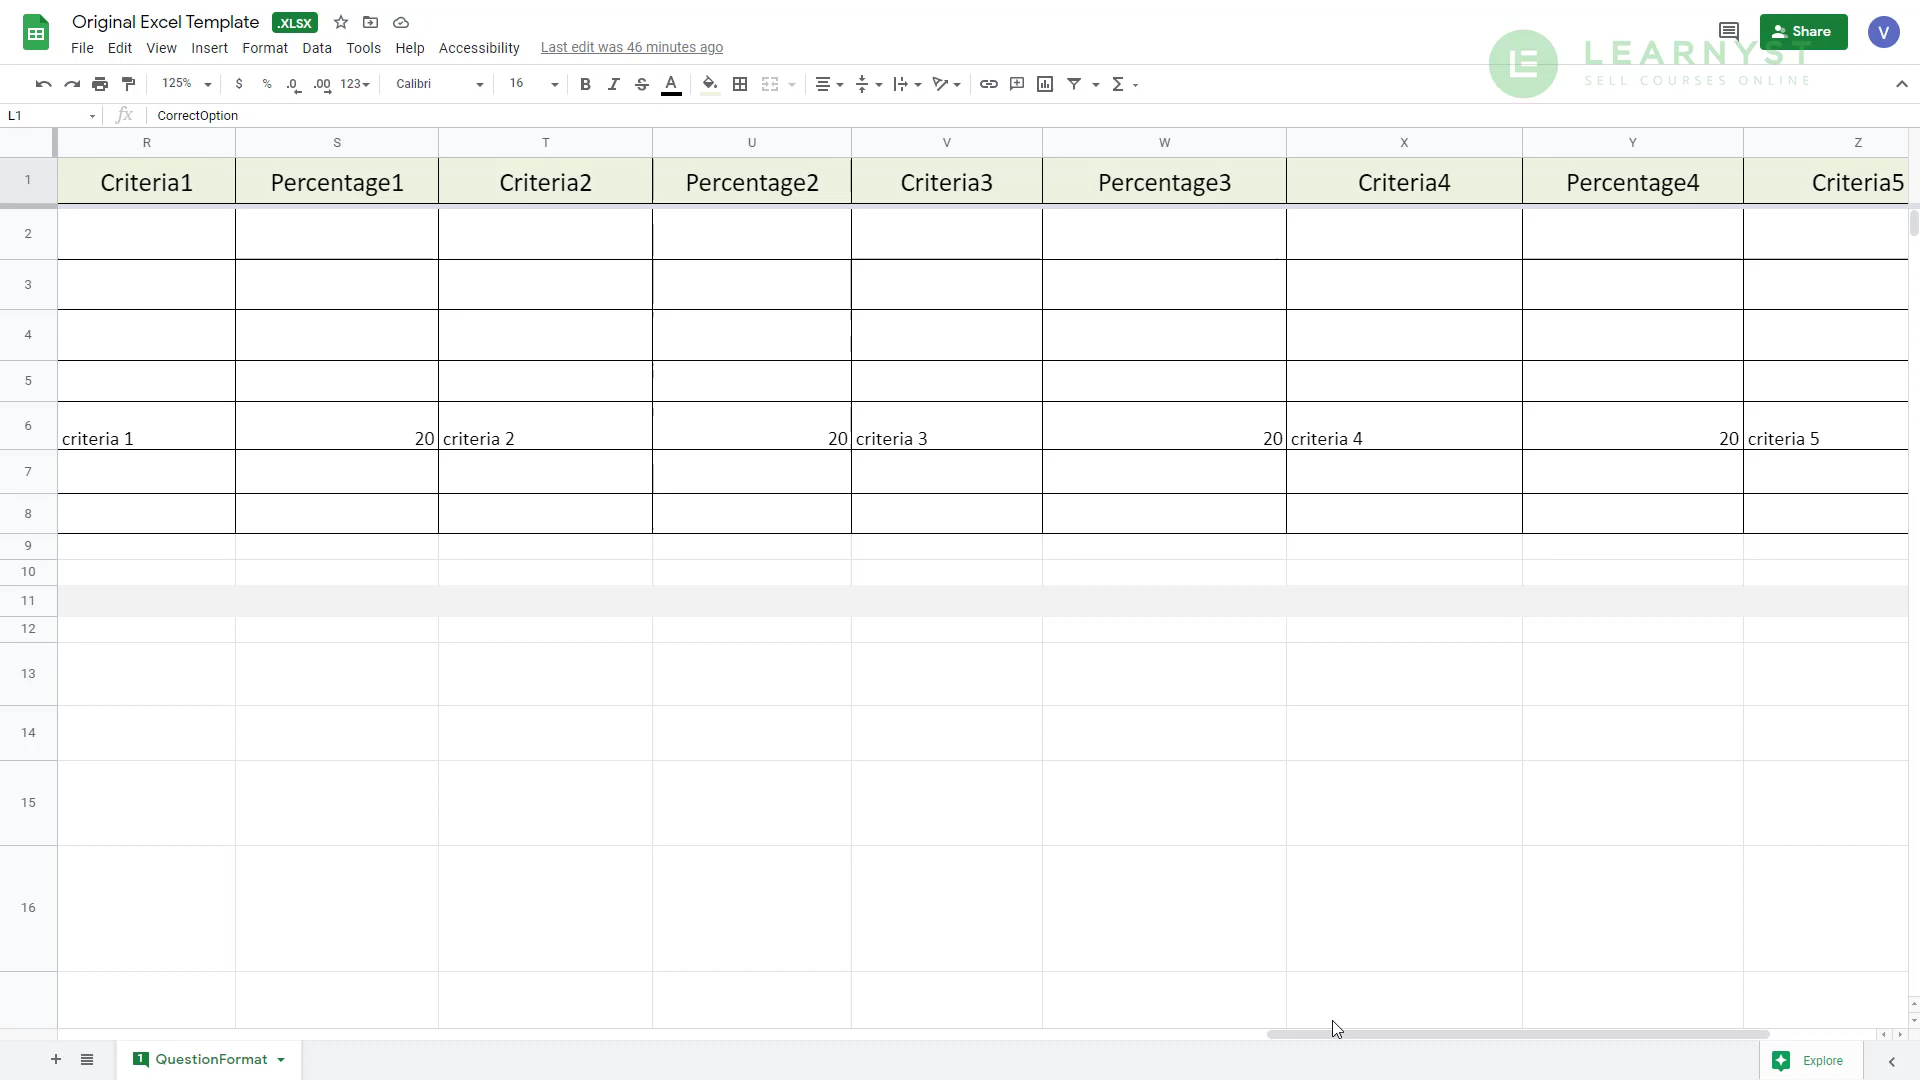 Original Excel Template .XLSX
File Edit View Insert Format Data Tools Help Accessibility Last edit was 46 minutes ago
Share
V
LEARNYST
SELL COURSES ONLINE
125% $ % .0 .00 123 Calibri 16 B I S A
L1 fx CorrectOption
R S T U V W X Y Z
1 Criteria1 Percentage1 Criteria2 Percentage2 Criteria3 Percentage3 Criteria4 Percentage4 Criteria5
2
3
4
5
6 criteria 1 20 criteria 2 20 criteria 3 20 criteria 4 20 criteria 5
7
8
9
10
11
12
13
14
15
16
1 QuestionFormat
Explore